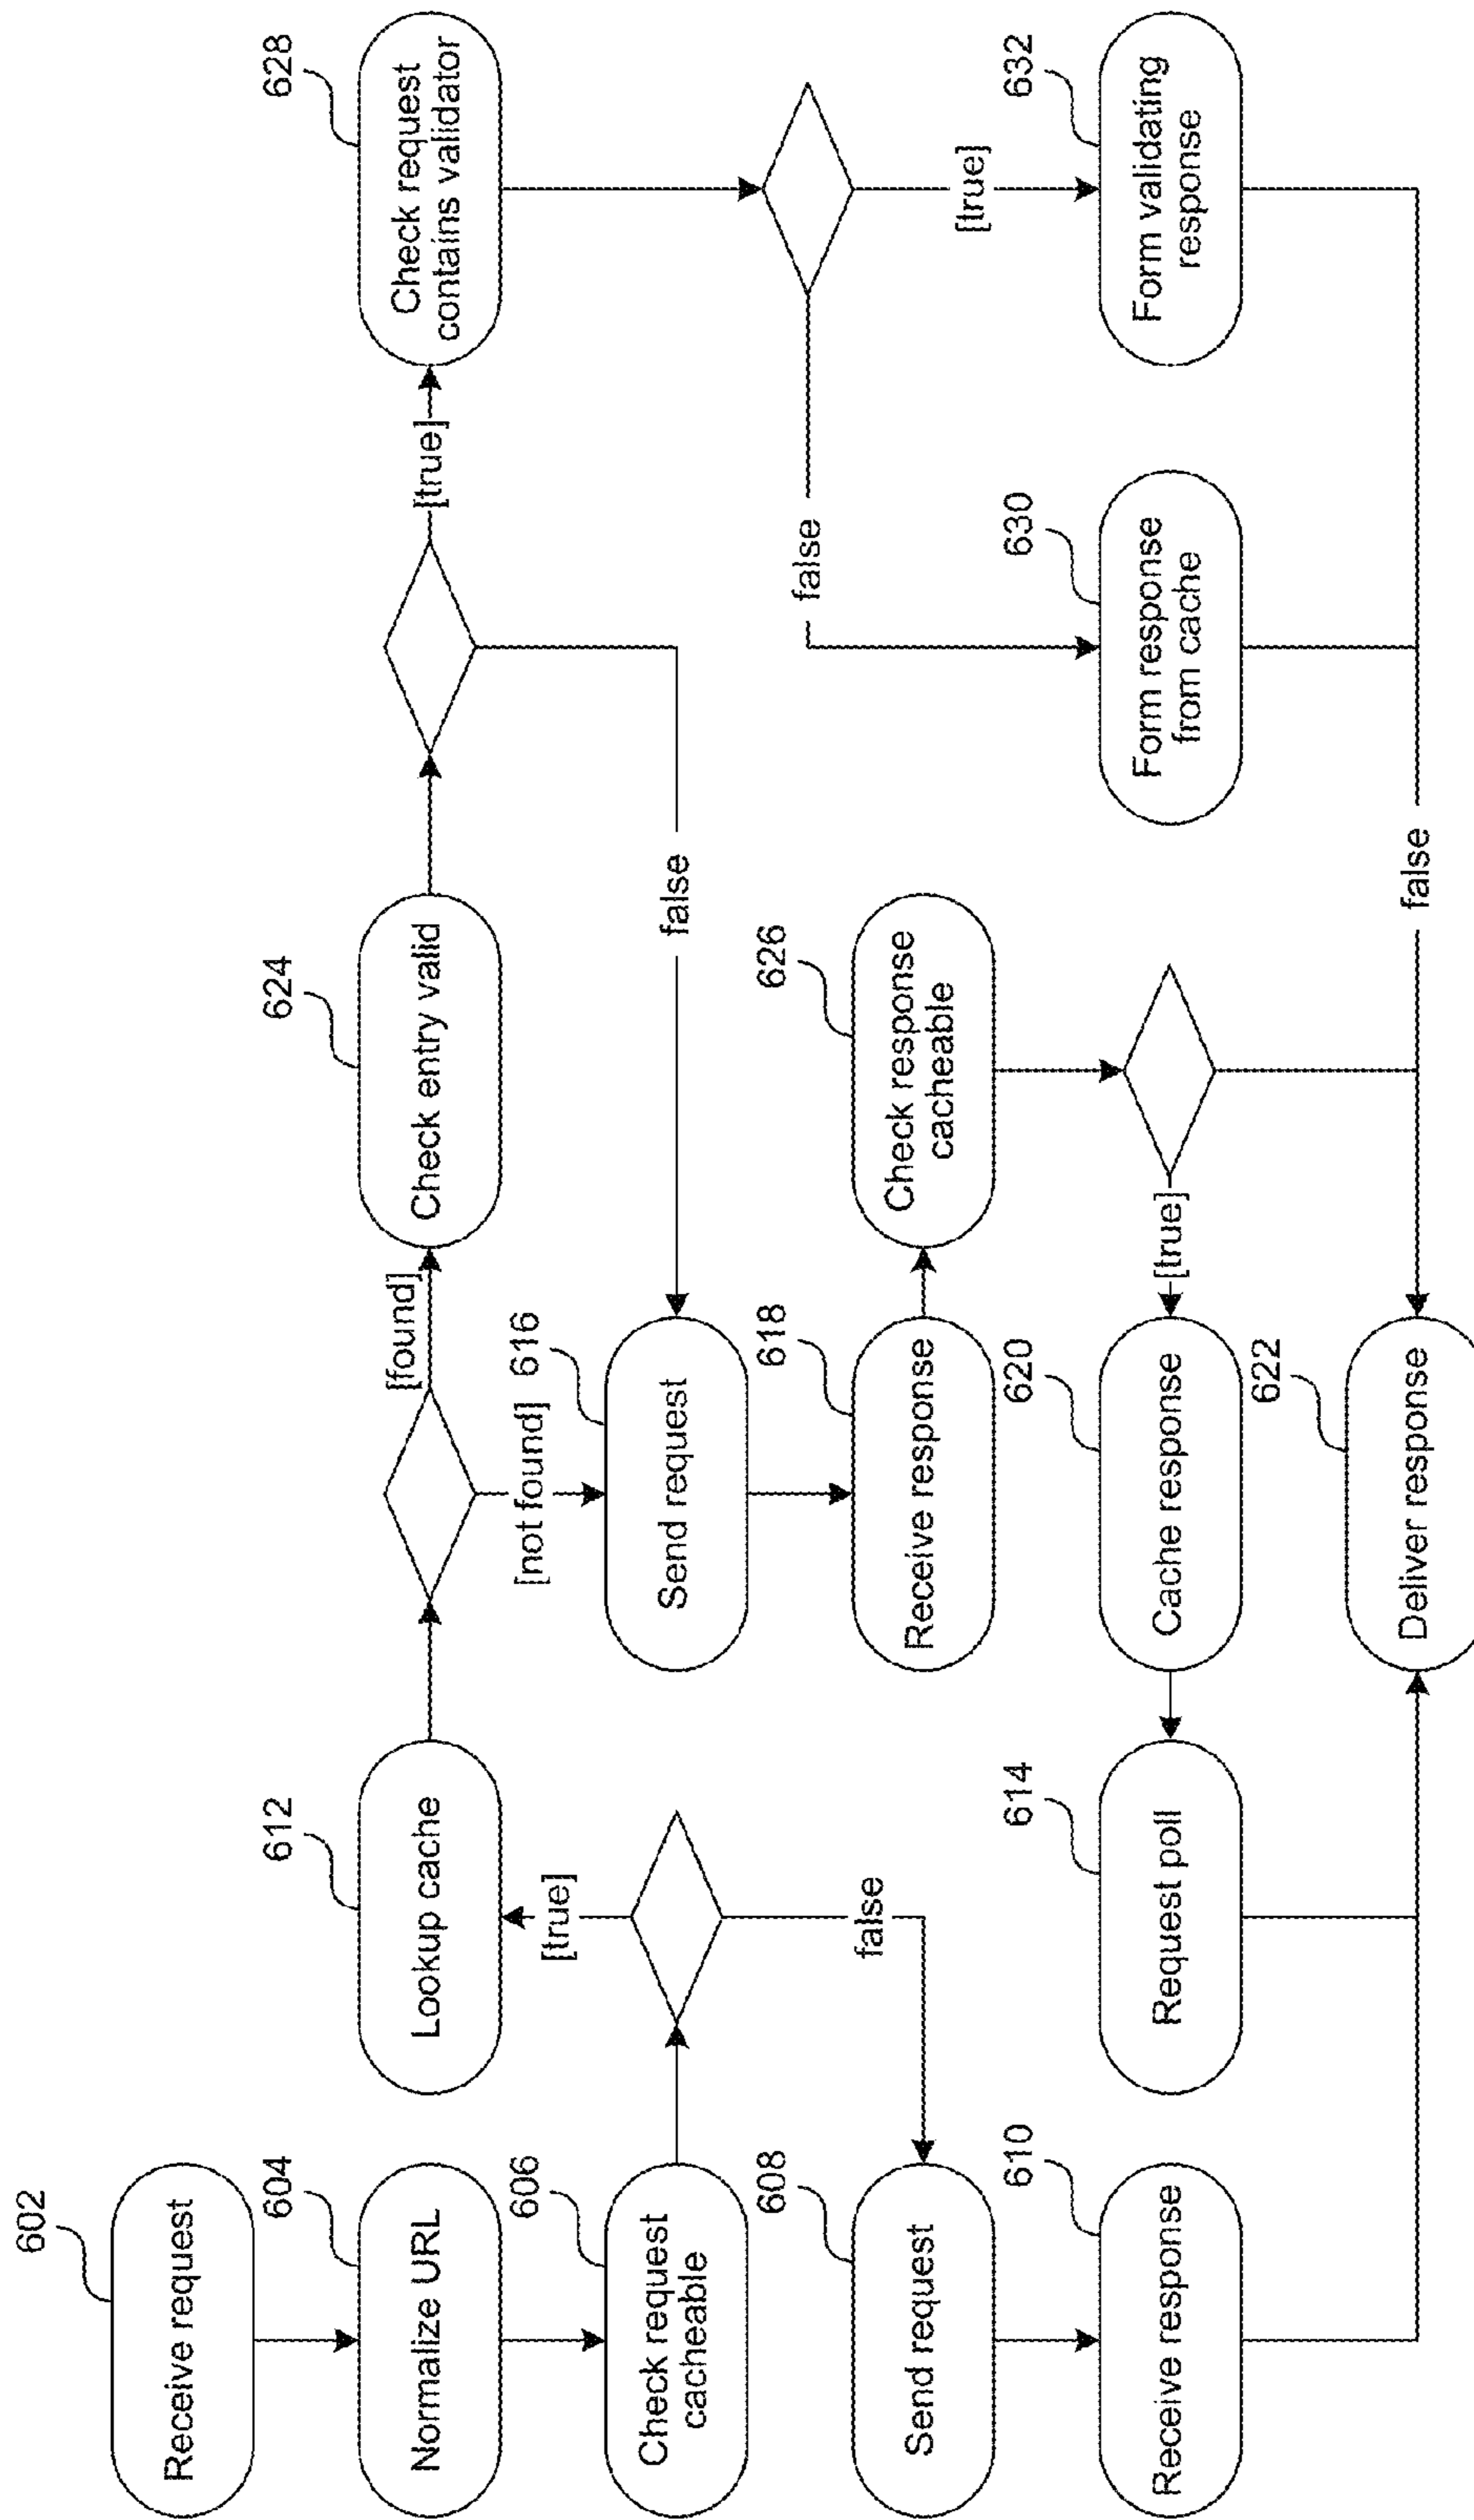 602
Receive request
604
Normalize URL
606
Check request
cacheable
608
Send request
610
Receive response
612
Lookup cache
[true]
false
614
Request poll
[found]
[not found]
616
Send request
618
Receive response
620
Cache response
622
Deliver response
624
Check entry valid
626
Check response
cacheable
[true]
false
[true]
false
628
Check request
contains validator
false
[true]
630
Form response
from cache
632
Form validating
response